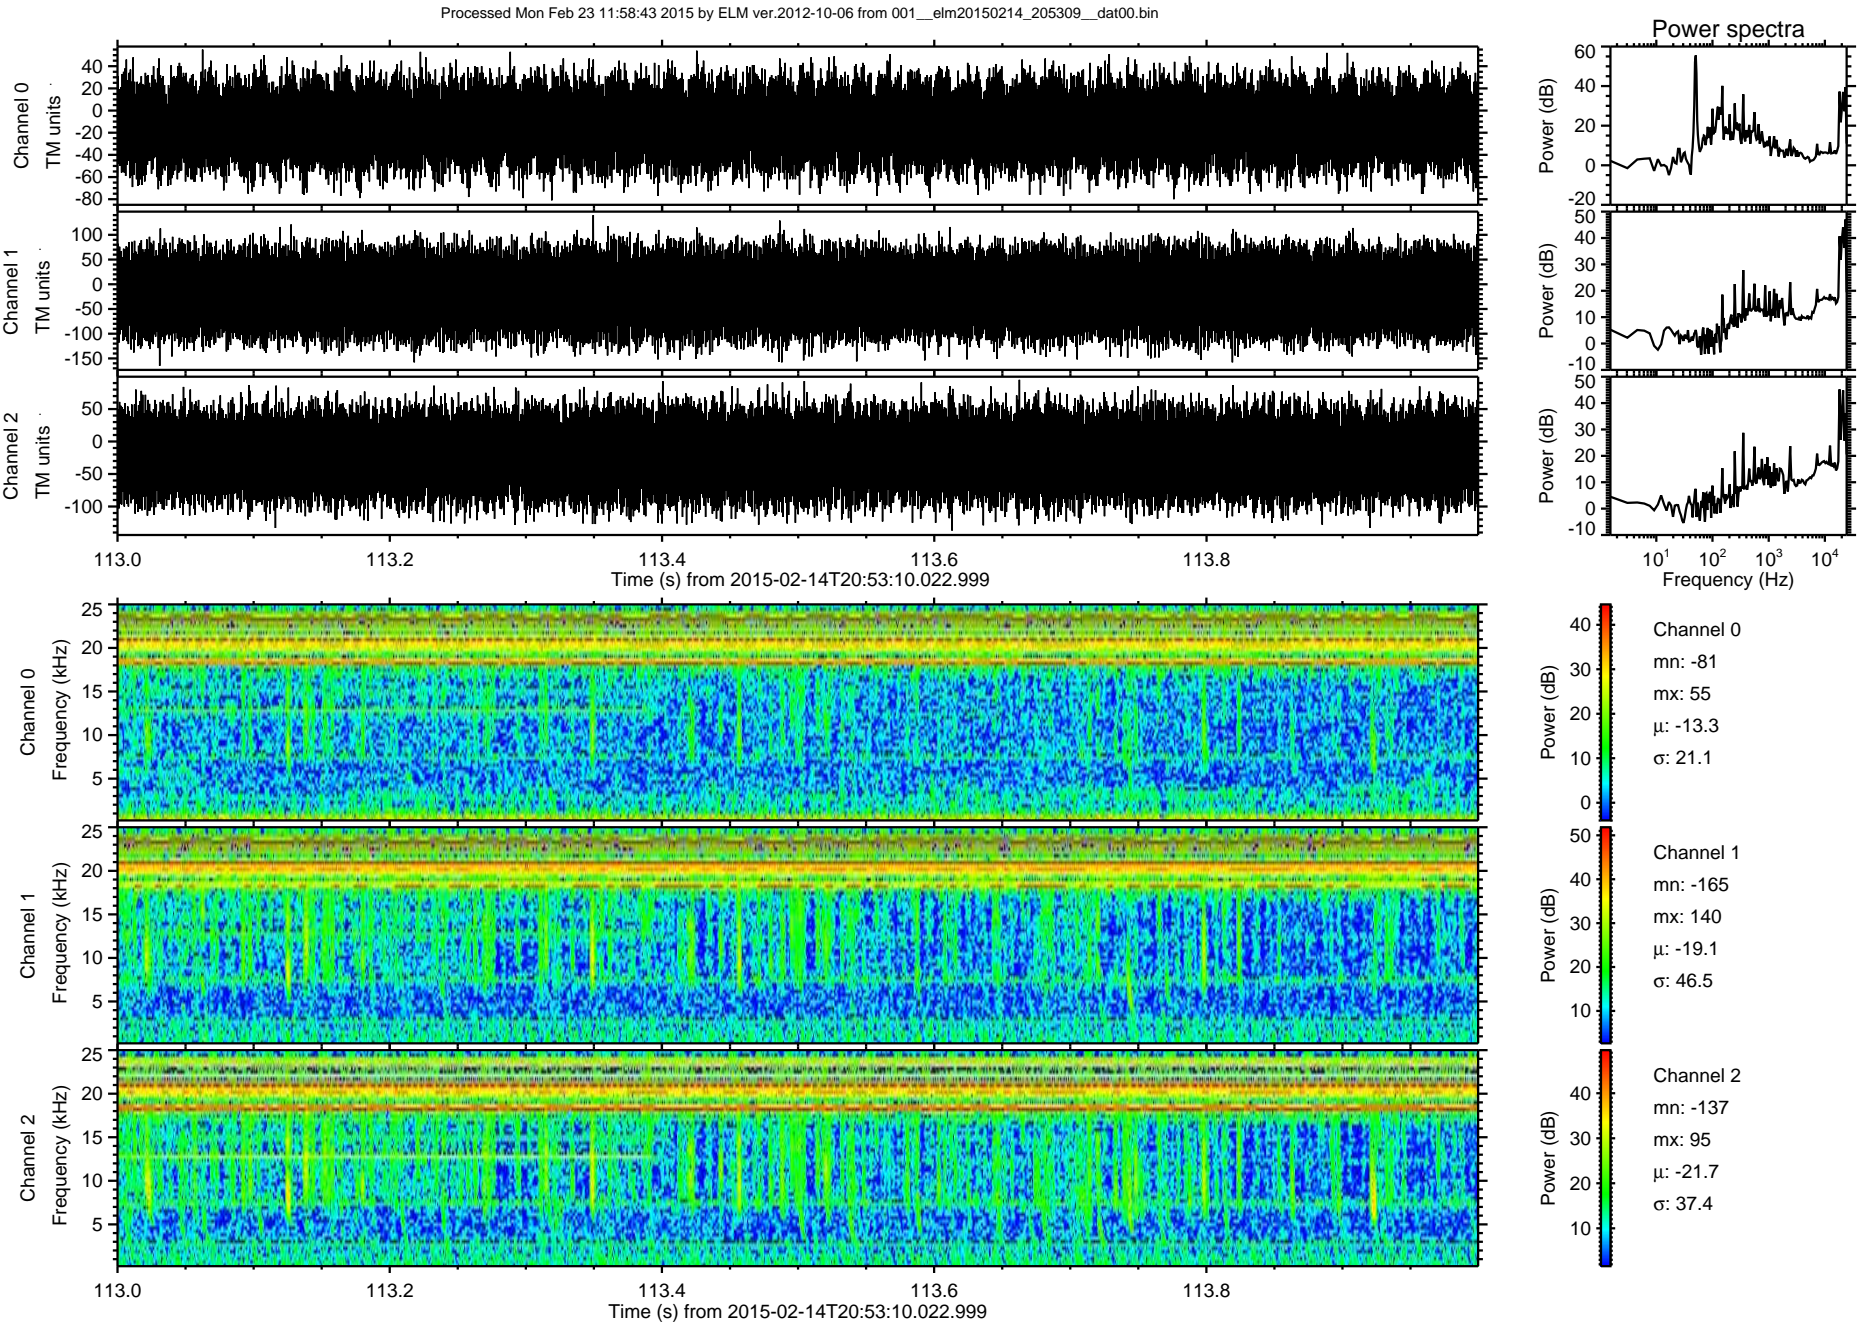 Processed Mon Feb 23 11:58:43 2015 by ELM ver.2012-10-06 from 001__elm20150214_205309__dat00.bin
Power spectra
Channel 0
TM units
40
20
0
-20
-40
-60
-80
Power (dB)
60
40
20
0
-20
Channel 1
TM units
100
50
0
-50
-100
-150
Power (dB)
50
40
30
20
10
0
-10
Channel 2
TM units
50
0
-50
-100
Power (dB)
50
40
30
20
10
0
-10
113.0 113.2 113.4 113.6 113.8
Time (s) from 2015-02-14T20:53:10.022.999
10¹ 10² 10³ 10⁴
Frequency (Hz)
Channel 0
Frequency (kHz)
25
20
15
10
5
Power (dB)
40
30
20
10
0
Channel 0
mn: -81
mx: 55
μ: -13.3
σ: 21.1
Channel 1
Frequency (kHz)
25
20
15
10
5
Power (dB)
50
40
30
20
10
Channel 1
mn: -165
mx: 140
μ: -19.1
σ: 46.5
Channel 2
Frequency (kHz)
25
20
15
10
5
Power (dB)
40
30
20
10
Channel 2
mn: -137
mx: 95
μ: -21.7
σ: 37.4
113.0 113.2 113.4 113.6 113.8
Time (s) from 2015-02-14T20:53:10.022.999